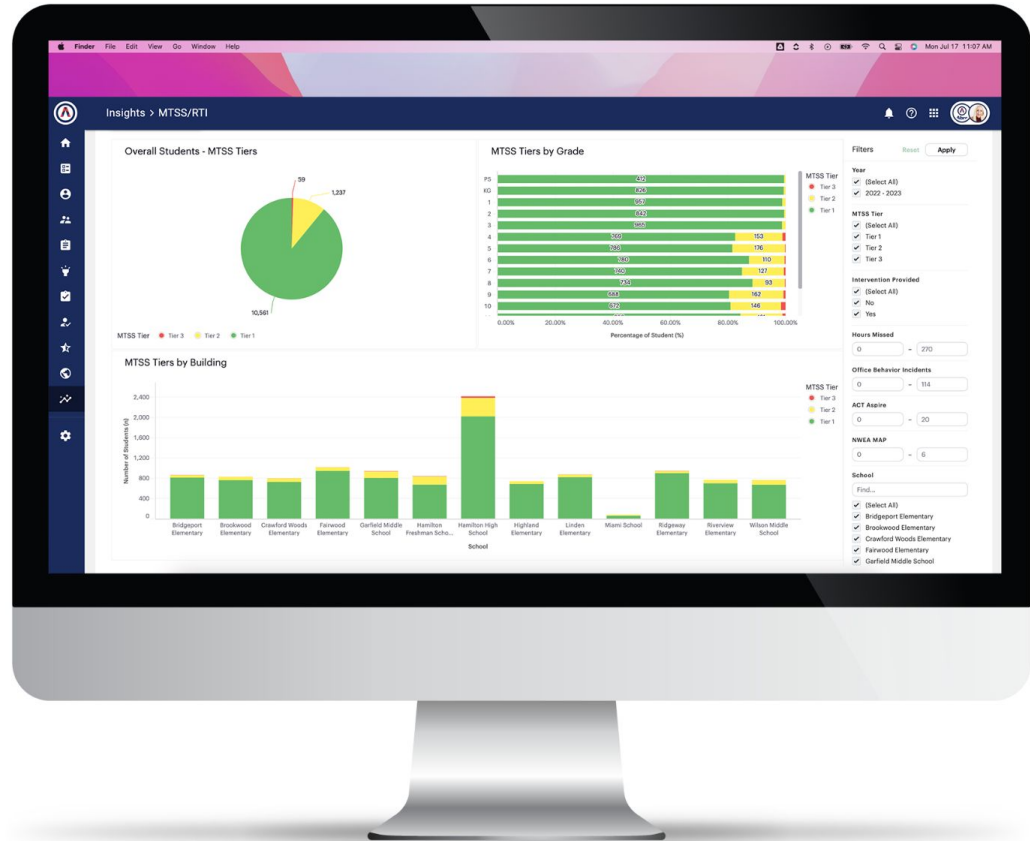 Finder File Edit View Go Window Help
Mon Jul 17 11:07 AM
Insights > MTSS/RTI
Overall Students - MTSS Tiers
59
1,237
10,561
MTSS Tier Tier 3 Tier 2 Tier 1
MTSS Tiers by Grade
PS 412
KG
1
2 842
3
4 769 153
5 786 176
6 780 110
7 740 127
8 734 93
9 688 162
10 672 146
0.00% 20.00% 40.00% 60.00% 80.00% 100.00%
Percentage of Student (%)
MTSS Tier
Tier 3
Tier 2
Tier 1
MTSS Tiers by Building
Number of Students (n)
2,400
2,000
1,600
1,200
800
400
0
Bridgeport Elementary
Brookwood Elementary
Crawford Woods Elementary
Fairwood Elementary
Garfield Middle School
Hamilton Freshman Scho...
Hamilton High School
Highland Elementary
Linden Elementary
Miami School
Ridgeway Elementary
Riverview Elementary
Wilson Middle School
School
MTSS Tier
Tier 3
Tier 2
Tier 1
Filters Reset Apply
Year
(Select All)
2022 - 2023
MTSS Tier
(Select All)
Tier 1
Tier 2
Tier 3
Intervention Provided
(Select All)
No
Yes
Hours Missed
0 - 270
Office Behavior Incidents
0 - 114
ACT Aspire
0 - 20
NWEA MAP
0 - 6
School
Find...
(Select All)
Bridgeport Elementary
Brookwood Elementary
Crawford Woods Elementary
Fairwood Elementary
Garfield Middle School